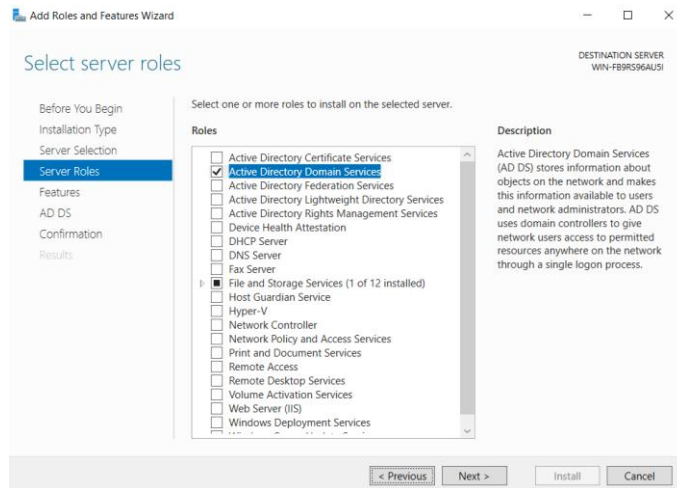 Add Roles and Features Wizard
Select server roles
DESTINATION SERVER
WIN-FB9RS96AU5I
Before You Begin
Installation Type
Server Selection
Server Roles
Features
AD DS
Confirmation
Results
Select one or more roles to install on the selected server.
Roles
Active Directory Certificate Services
Active Directory Domain Services
Active Directory Federation Services
Active Directory Lightweight Directory Services
Active Directory Rights Management Services
Device Health Attestation
DHCP Server
DNS Server
Fax Server
File and Storage Services (1 of 12 installed)
Host Guardian Service
Hyper-V
Network Controller
Network Policy and Access Services
Print and Document Services
Remote Access
Remote Desktop Services
Volume Activation Services
Web Server (IIS)
Windows Deployment Services
Description
Active Directory Domain Services
(AD DS) stores information about
objects on the network and makes
this information available to users
and network administrators. AD DS
uses domain controllers to give
network users access to permitted
resources anywhere on the network
through a single logon process.
< Previous
Next >
Install
Cancel